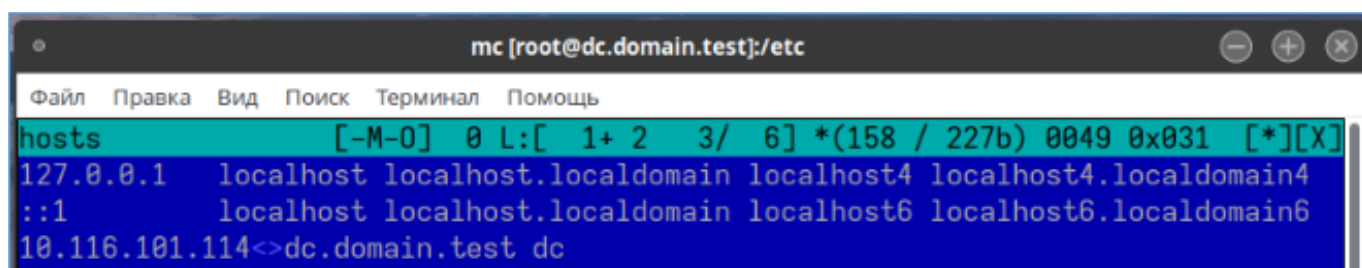 mc [root@dc.domain.test]:/etc
Файл Правка Вид Поиск Терминал Помощь
hosts [-M-O] 0 L:[ 1+ 2 3/ 6] *(158 / 227b) 0049 0x031 [*][X]
127.0.0.1 localhost localhost.localdomain localhost4 localhost4.localdomain4
::1 localhost localhost.localdomain localhost6 localhost6.localdomain6
10.116.101.114<>dc.domain.test dc